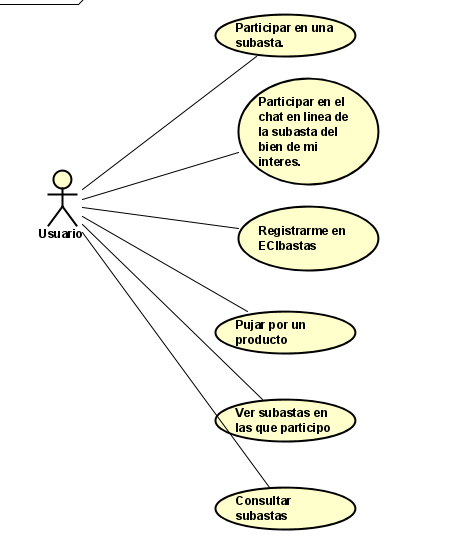 Participar en una
subasta.
Participar en el
chat en linea de
la subasta del
bien de mi
interes.
Usuario
Registrarme en
ECIbastas
Pujar por un
producto
Ver subastas en
las que participo
Consultar
subastas